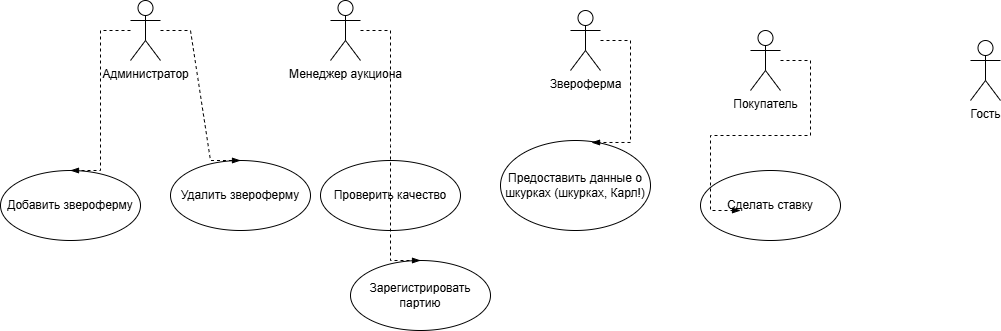 Администратор
Менеджер аукциона
Звероферма
Покупатель
Гость
Добавить звероферму
Удалить звероферму
Проверить качество
Предоставить данные о
шкурках (шкурках, Карл!)
Сделать ставку
Зарегистрировать
партию